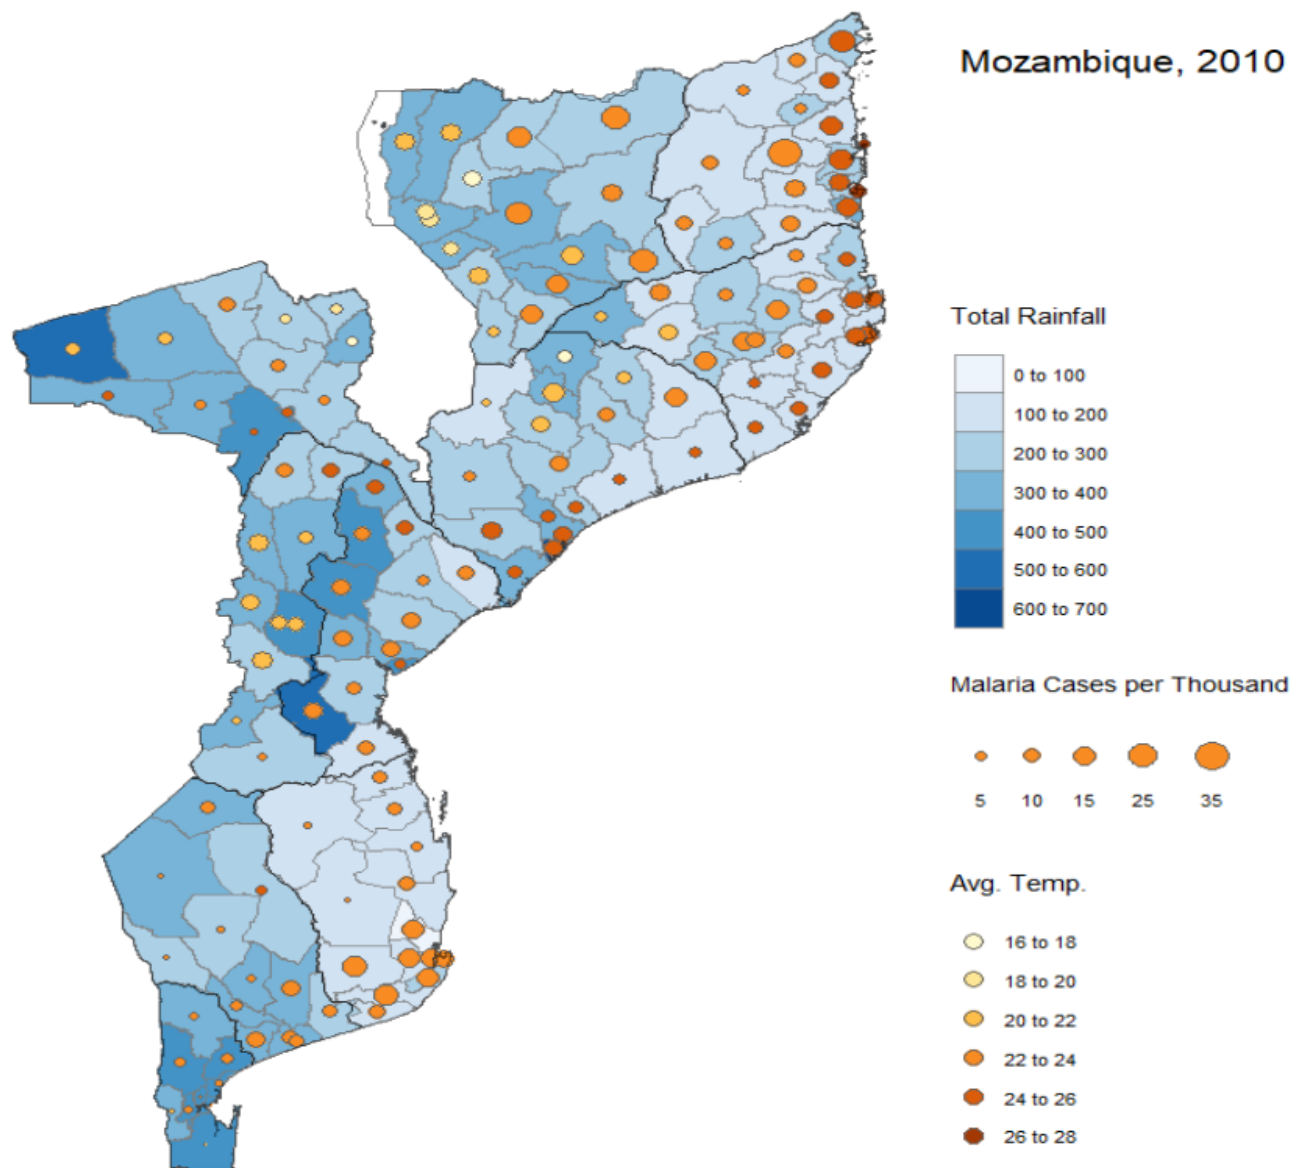 Mozambique, 2010
Total Rainfall
0 to 100
100 to 200
200 to 300
300 to 400
400 to 500
500 to 600
600 to 700
Malaria Cases per Thousand
5 10 15 25 35
Avg. Temp.
16 to 18
18 to 20
20 to 22
22 to 24
24 to 26
26 to 28